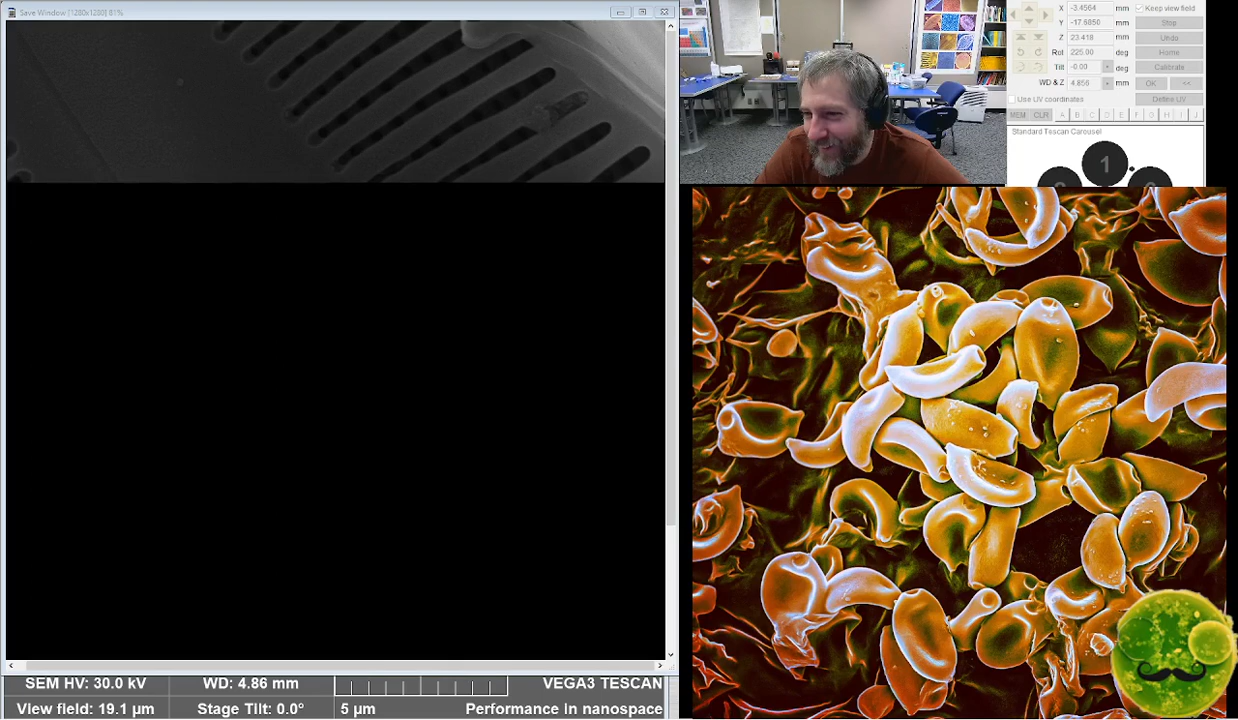 Save Window [1280x1280] 81%
X -3.4564 mm Keep view field
Y -17.6850 mm Stop
Z 23.418 mm Undo
Rot 225.00 deg Home
Tilt -0.00 deg Calibrate
WD & Z 4.856 mm OK <<
Use UV coordinates Define UV
MEM CLR A B C D E F G H I J
Standard Tescan Carousel
1
SEM HV: 30.0 kV WD: 4.86 mm VEGA3 TESCAN
View field: 19.1 µm Stage Tilt: 0.0° 5 µm Performance in nanospace